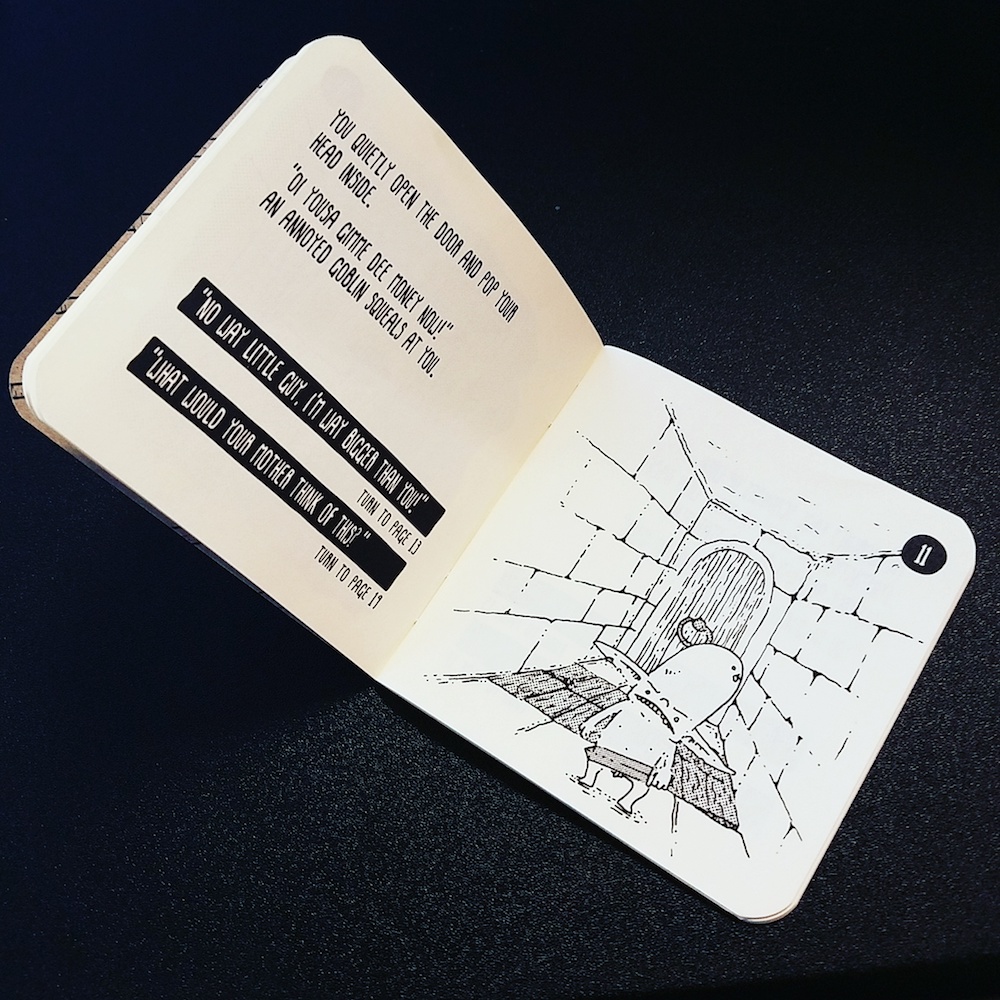 YOU QUIETLY OPEN THE DOOR AND POP YOUR
HEAD INSIDE.
"OI YOUSA GIMME DEE MONEY NOW!"
AN ANNOYED GOBLIN SQUEALS AT YOU.
"NO WAY LITTLE GUY, I'M WAY BIGGER THAN YOU!"
TURN TO PAGE 13
"WHAT WOULD YOUR MOTHER THINK OF THIS?"
TURN TO PAGE 19
11